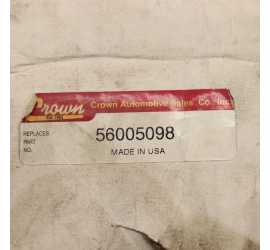 Crown
Crown Automotive Sales Co., Inc.
REPLACES
PART
NO.
56005098
MADE IN USA